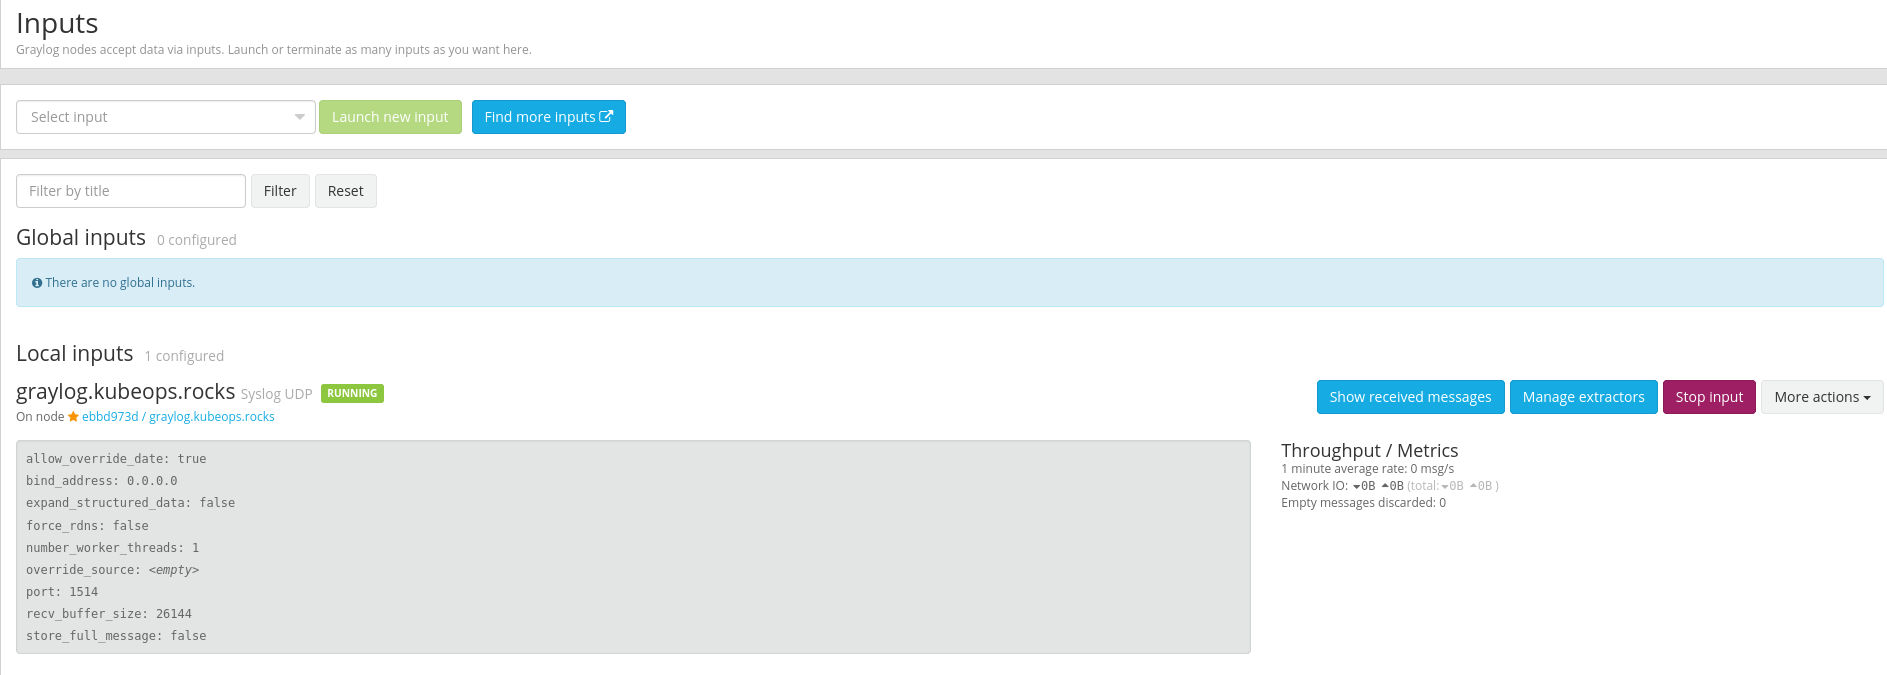 Inputs
Graylog nodes accept data via inputs. Launch or terminate as many inputs as you want here.
Select input
Launch new input
Find more inputs
Filter by title
Filter
Reset
Global inputs 0 configured
There are no global inputs.
Local inputs 1 configured
graylog.kubeops.rocks Syslog UDP RUNNING
On node ebbd973d / graylog.kubeops.rocks
Show received messages
Manage extractors
Stop input
More actions
allow_override_date: true
bind_address: 0.0.0.0
expand_structured_data: false
force_rdns: false
number_worker_threads: 1
override_source: <empty>
port: 1514
recv_buffer_size: 26144
store_full_message: false
Throughput / Metrics
1 minute average rate: 0 msg/s
Network IO: 0B 0B (total: 0B 0B )
Empty messages discarded: 0